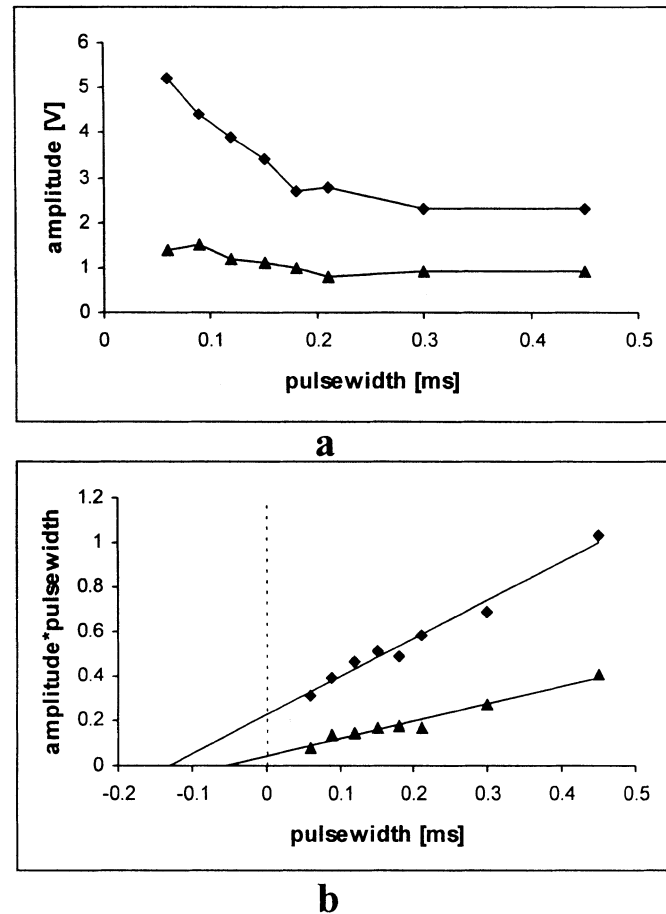 6
5
4
3
2
1
0
amplitude [V]
0 0.1 0.2 0.3 0.4 0.5
pulsewidth [ms]
a
1.2
1
0.8
0.6
0.4
0.2
0
amplitude*pulsewidth
-0.2 -0.1 0 0.1 0.2 0.3 0.4 0.5
pulsewidth [ms]
b